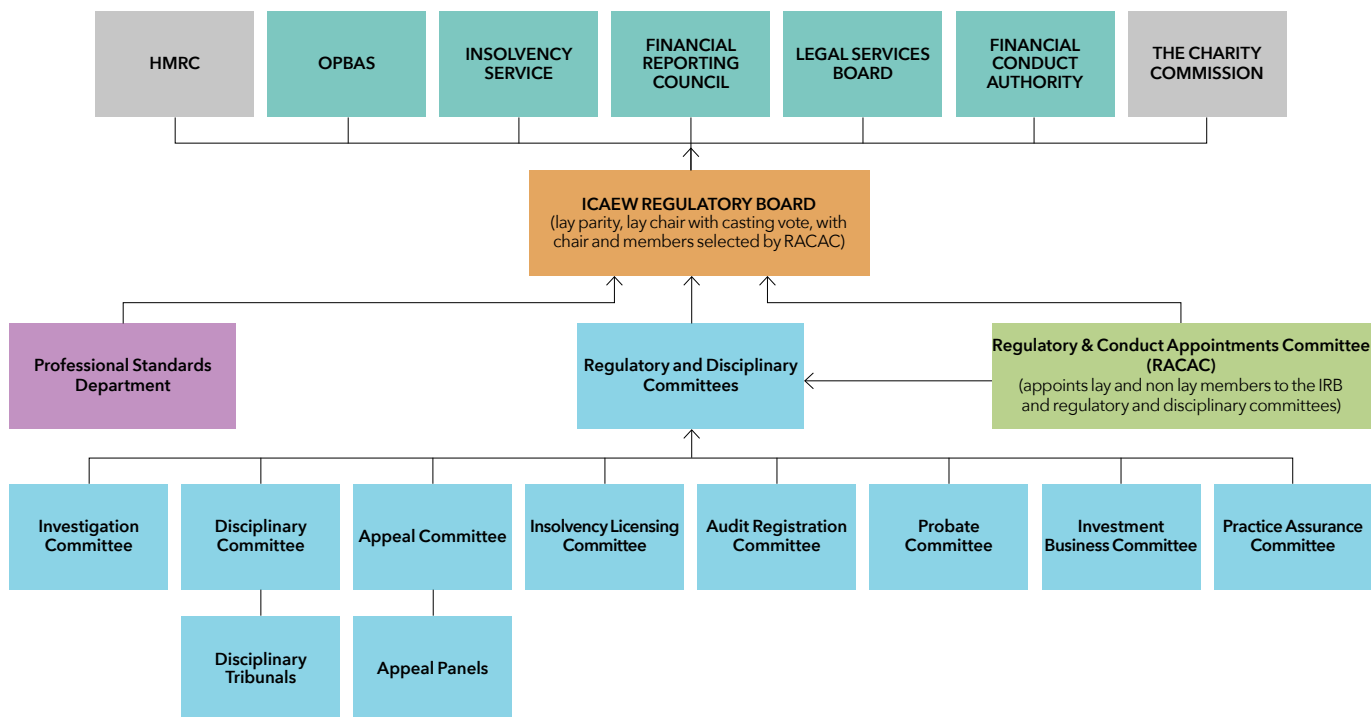 HMRC
OPBAS
INSOLVENCY
SERVICE
FINANCIAL
REPORTING
COUNCIL
LEGAL SERVICES
BOARD
FINANCIAL
CONDUCT
AUTHORITY
THE CHARITY
COMMISSION
ICAEW REGULATORY BOARD
(lay parity, lay chair with casting vote, with
chair and members selected by RACAC)
Professional Standards
Department
Regulatory and Disciplinary
Committees
Regulatory & Conduct Appointments Committee
(RACAC)
(appoints lay and non lay members to the IRB
and regulatory and disciplinary committees)
Investigation
Committee
Disciplinary
Committee
Appeal Committee
Insolvency Licensing
Committee
Audit Registration
Committee
Probate
Committee
Investment
Business Committee
Practice Assurance
Committee
Disciplinary
Tribunals
Appeal Panels